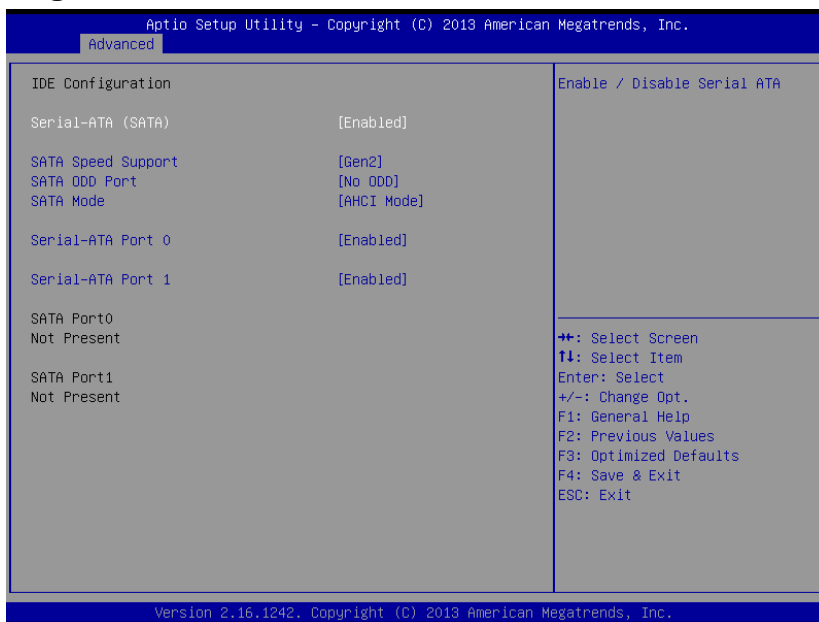 Aptio Setup Utility – Copyright (C) 2013 American Megatrends, Inc.
Advanced
IDE Configuration
Serial-ATA (SATA) [Enabled]
SATA Speed Support [Gen2]
SATA ODD Port [No ODD]
SATA Mode [AHCI Mode]
Serial-ATA Port 0 [Enabled]
Serial-ATA Port 1 [Enabled]
SATA Port0
Not Present
SATA Port1
Not Present
Enable / Disable Serial ATA
→←: Select Screen
↑↓: Select Item
Enter: Select
+/-: Change Opt.
F1: General Help
F2: Previous Values
F3: Optimized Defaults
F4: Save & Exit
ESC: Exit
Version 2.16.1242. Copyright (C) 2013 American Megatrends, Inc.